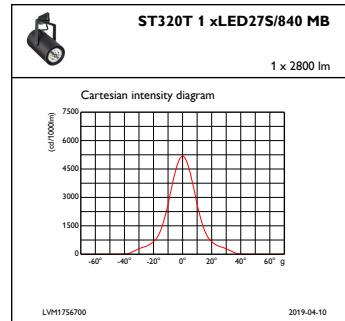 ST320T 1 xLED27S/840 MB
1 x 2800 lm
Cartesian intensity diagram
(cd/1000lm)
7500
6000
4500
3000
1500
0
-60° -40° -20° 0° 20° 40° 60° g
LVM1756700 2019-04-10